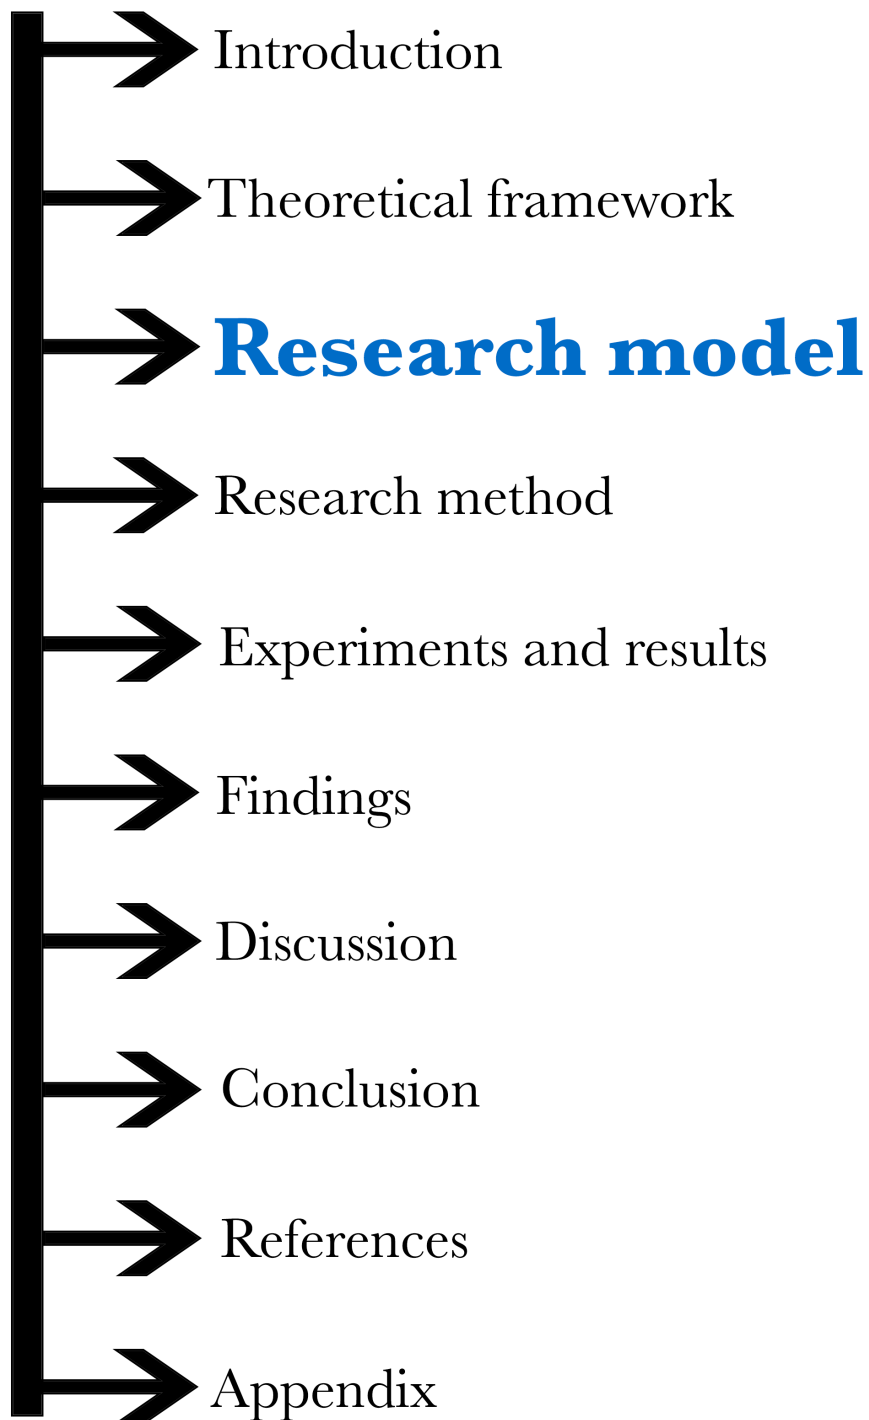 Introduction
Theoretical framework
Research model
Research method
Experiments and results
Findings
Discussion
Conclusion
References
Appendix